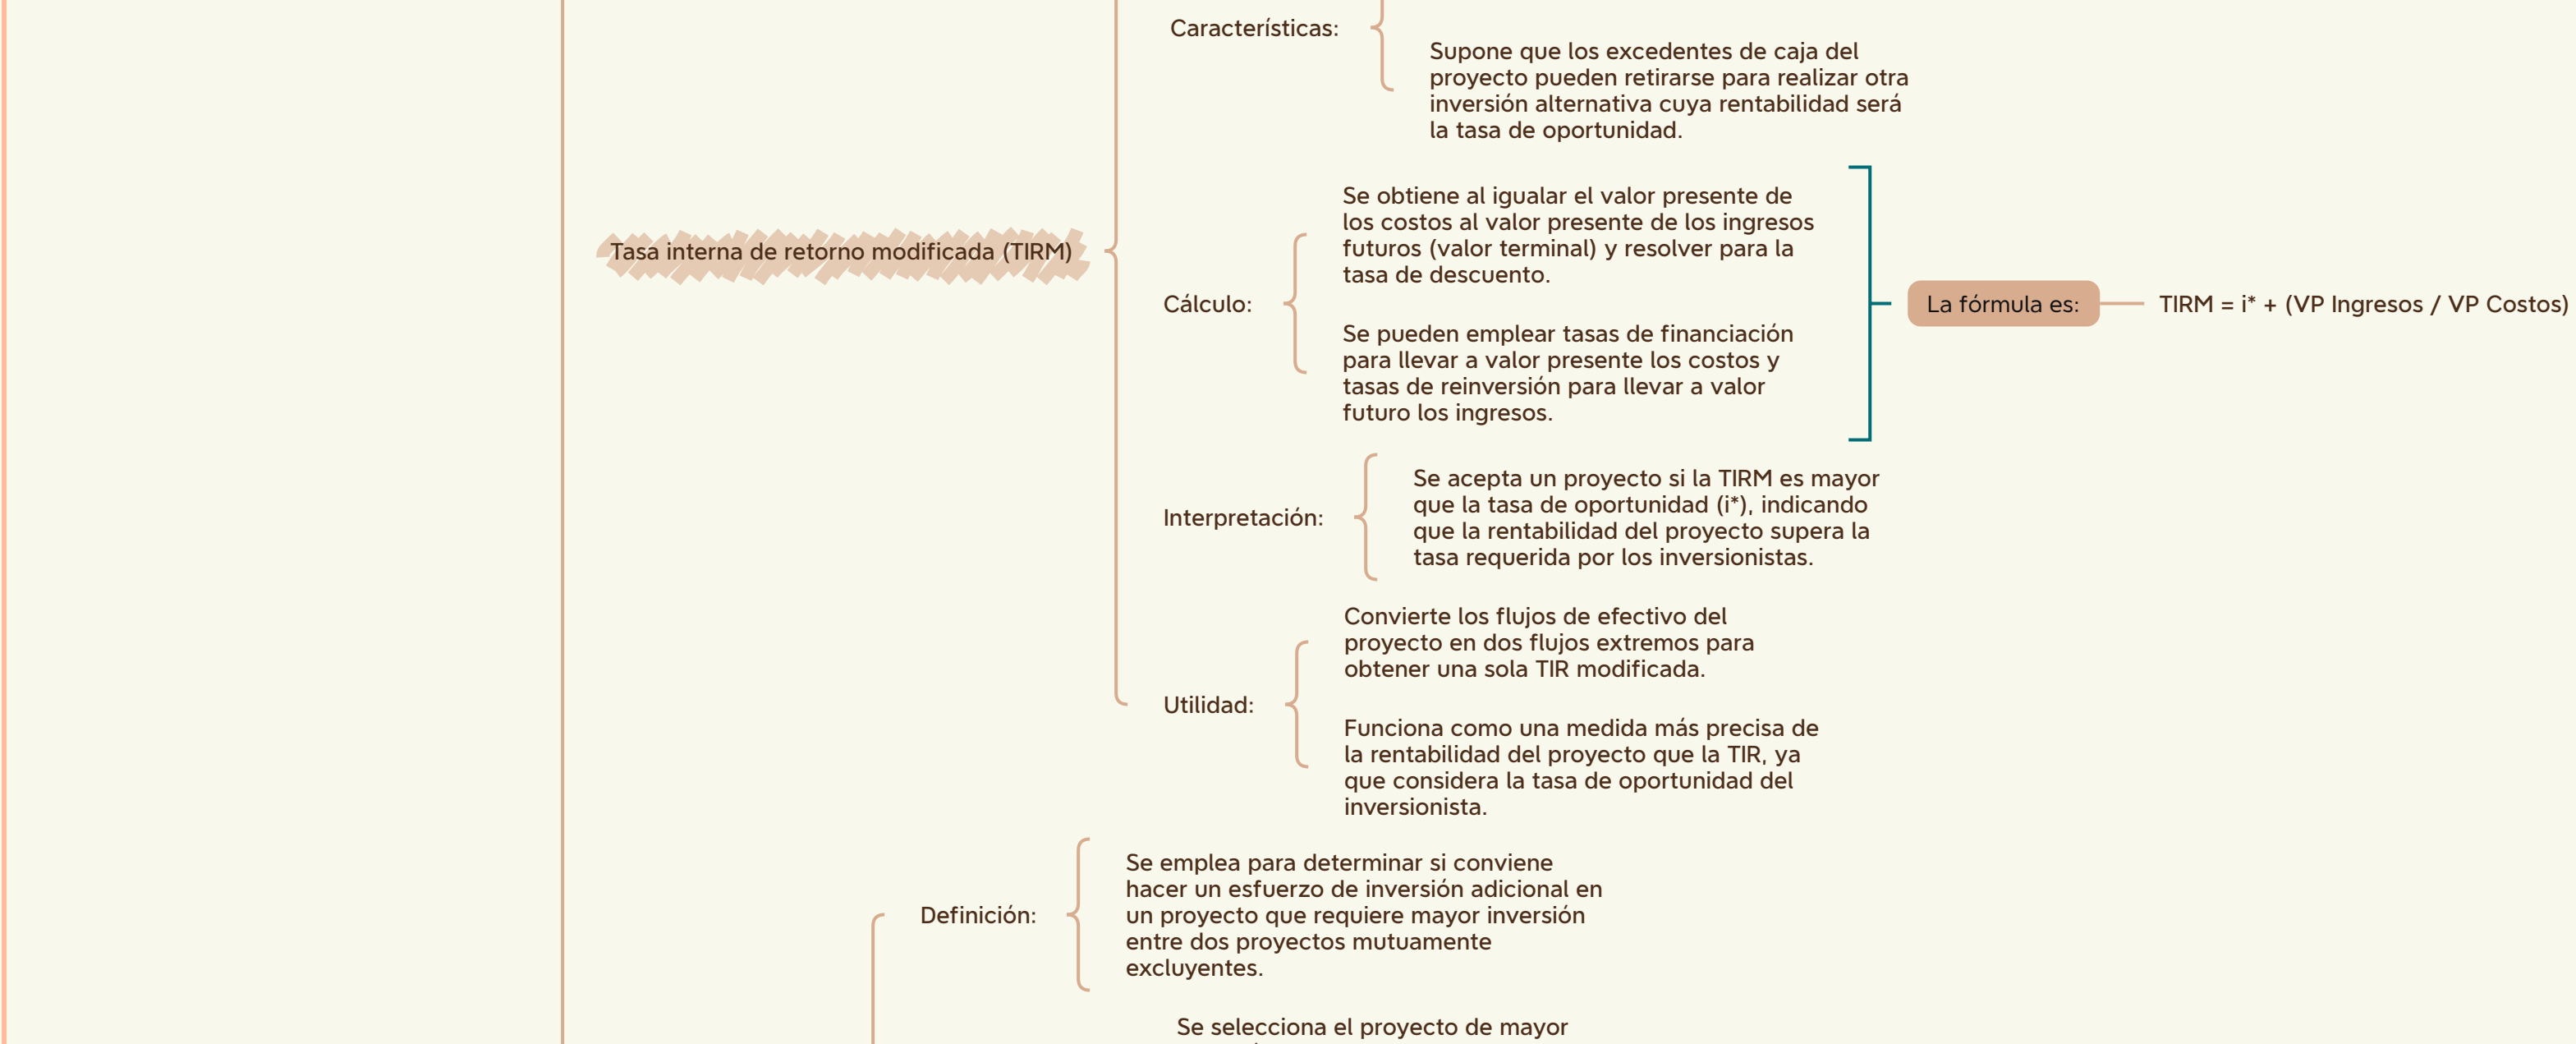 Características:
Supone que los excedentes de caja del
proyecto pueden retirarse para realizar otra
inversión alternativa cuya rentabilidad será
la tasa de oportunidad.
Tasa interna de retorno modificada (TIRM)
Cálculo:
Se obtiene al igualar el valor presente de
los costos al valor presente de los ingresos
futuros (valor terminal) y resolver para la
tasa de descuento.
Se pueden emplear tasas de financiación
para llevar a valor presente los costos y
tasas de reinversión para llevar a valor
futuro los ingresos.
La fórmula es:
TIRM = i* + (VP Ingresos / VP Costos)
Interpretación:
Se acepta un proyecto si la TIRM es mayor
que la tasa de oportunidad (i*), indicando
que la rentabilidad del proyecto supera la
tasa requerida por los inversionistas.
Utilidad:
Convierte los flujos de efectivo del
proyecto en dos flujos extremos para
obtener una sola TIR modificada.
Funciona como una medida más precisa de
la rentabilidad del proyecto que la TIR, ya
que considera la tasa de oportunidad del
inversionista.
Definición:
Se emplea para determinar si conviene
hacer un esfuerzo de inversión adicional en
un proyecto que requiere mayor inversión
entre dos proyectos mutuamente
excluyentes.
Se selecciona el proyecto de mayor